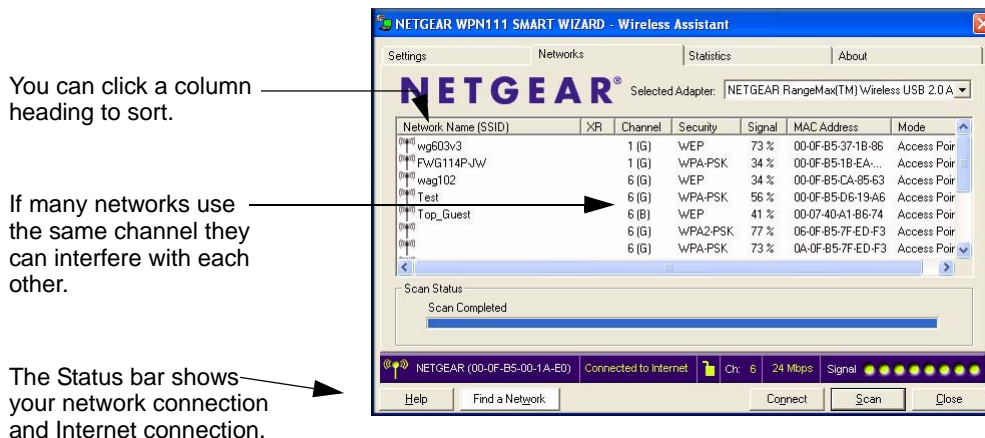 NETGEAR WPN111 SMART WIZARD - Wireless Assistant
Settings Networks Statistics About
You can click a column
heading to sort.
NETGEAR® Selected Adapter: NETGEAR RangeMax(TM) Wireless USB 2.0 A
Network Name (SSID) XR Channel Security Signal MAC Address Mode
wg603v3 1 (G) WEP 73 % 00-0F-B5-37-1B-86 Access Poir
FWG114P-JW 1 (G) WPA-PSK 34 % 00-0F-B5-1B-EA-... Access Poir
wag102 6 (G) WEP 34 % 00-0F-B5-CA-85-63 Access Poir
Test 6 (G) WPA-PSK 56 % 00-0F-B5-D6-19-A6 Access Poir
Top_Guest 6 (B) WEP 41 % 00-07-40-A1-B6-74 Access Poir
6 (G) WPA2-PSK 77 % 06-0F-B5-7F-ED-F3 Access Poir
6 (G) WPA-PSK 73 % 0A-0F-B5-7F-ED-F3 Access Poir
If many networks use
the same channel they
can interfere with each
other.
Scan Status
Scan Completed
NETGEAR (00-0F-B5-00-1A-E0) Connected to Internet Ch: 6 24 Mbps Signal
The Status bar shows
your network connection
and Internet connection.
Help Find a Network Connect Scan Close